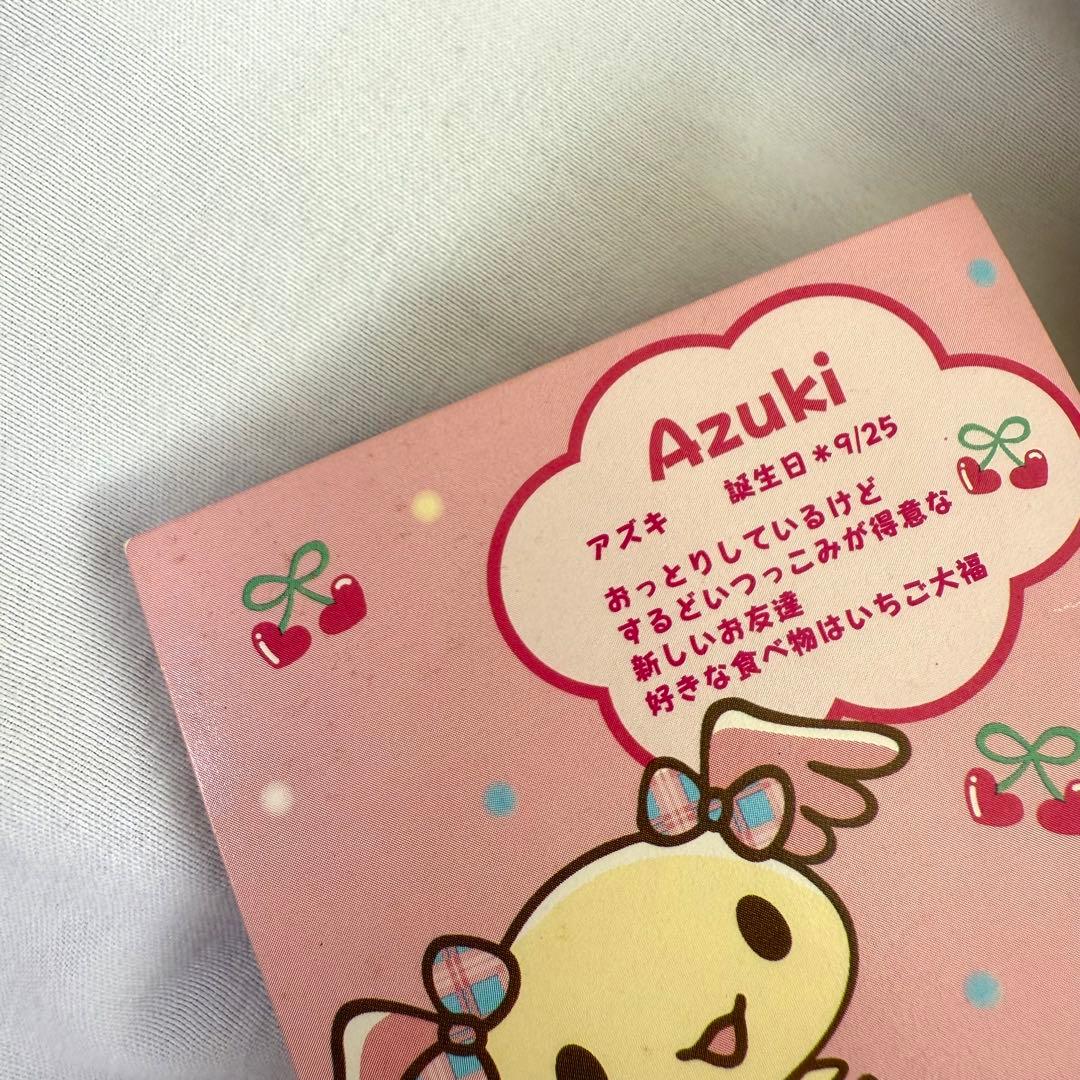 Azuki
アズキ 誕生日*9/25
おっとりしているけど
するどいつっこみが得意な
新しいお友達
好きな食べ物はいちご大福